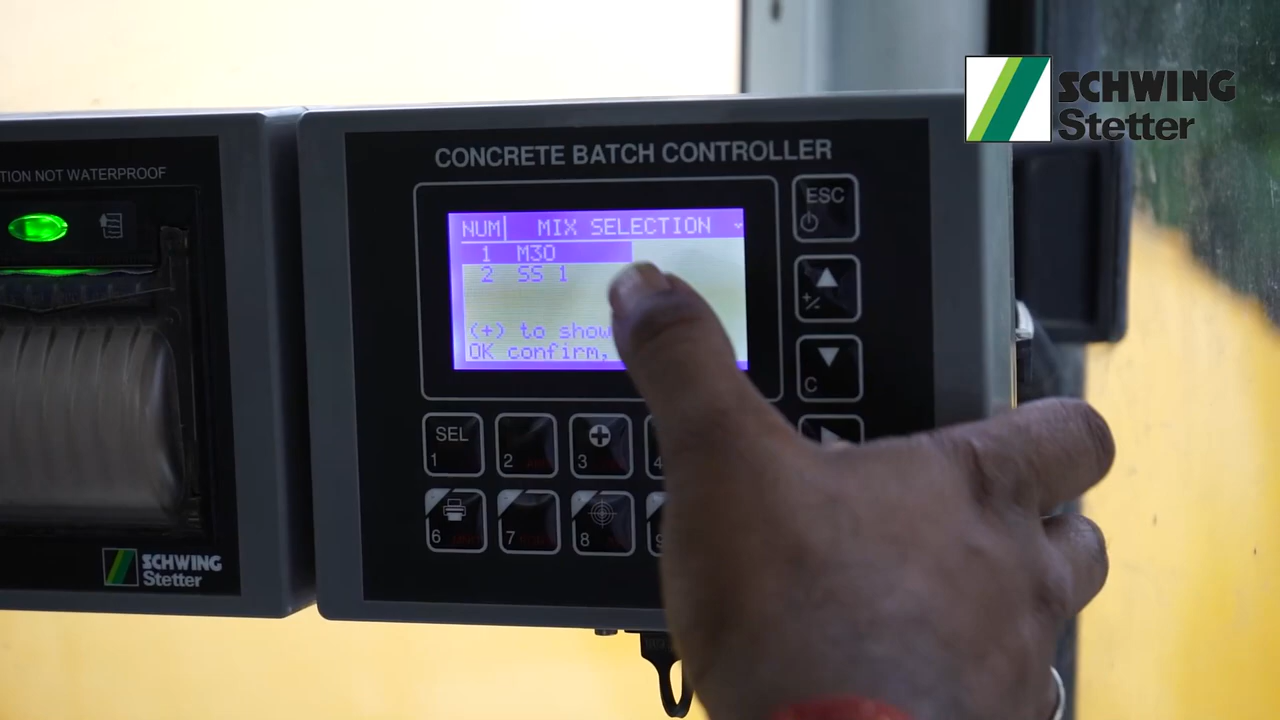 SCHWING
Stetter
TION NOT WATERPROOF
CONCRETE BATCH CONTROLLER
NUM MIX SELECTION
1 M30
2 SS 1
(+) to show
OK confirm,
ESC
+/-
C
SEL
1 2 3 4
6 7 8 9
SCHWING
Stetter